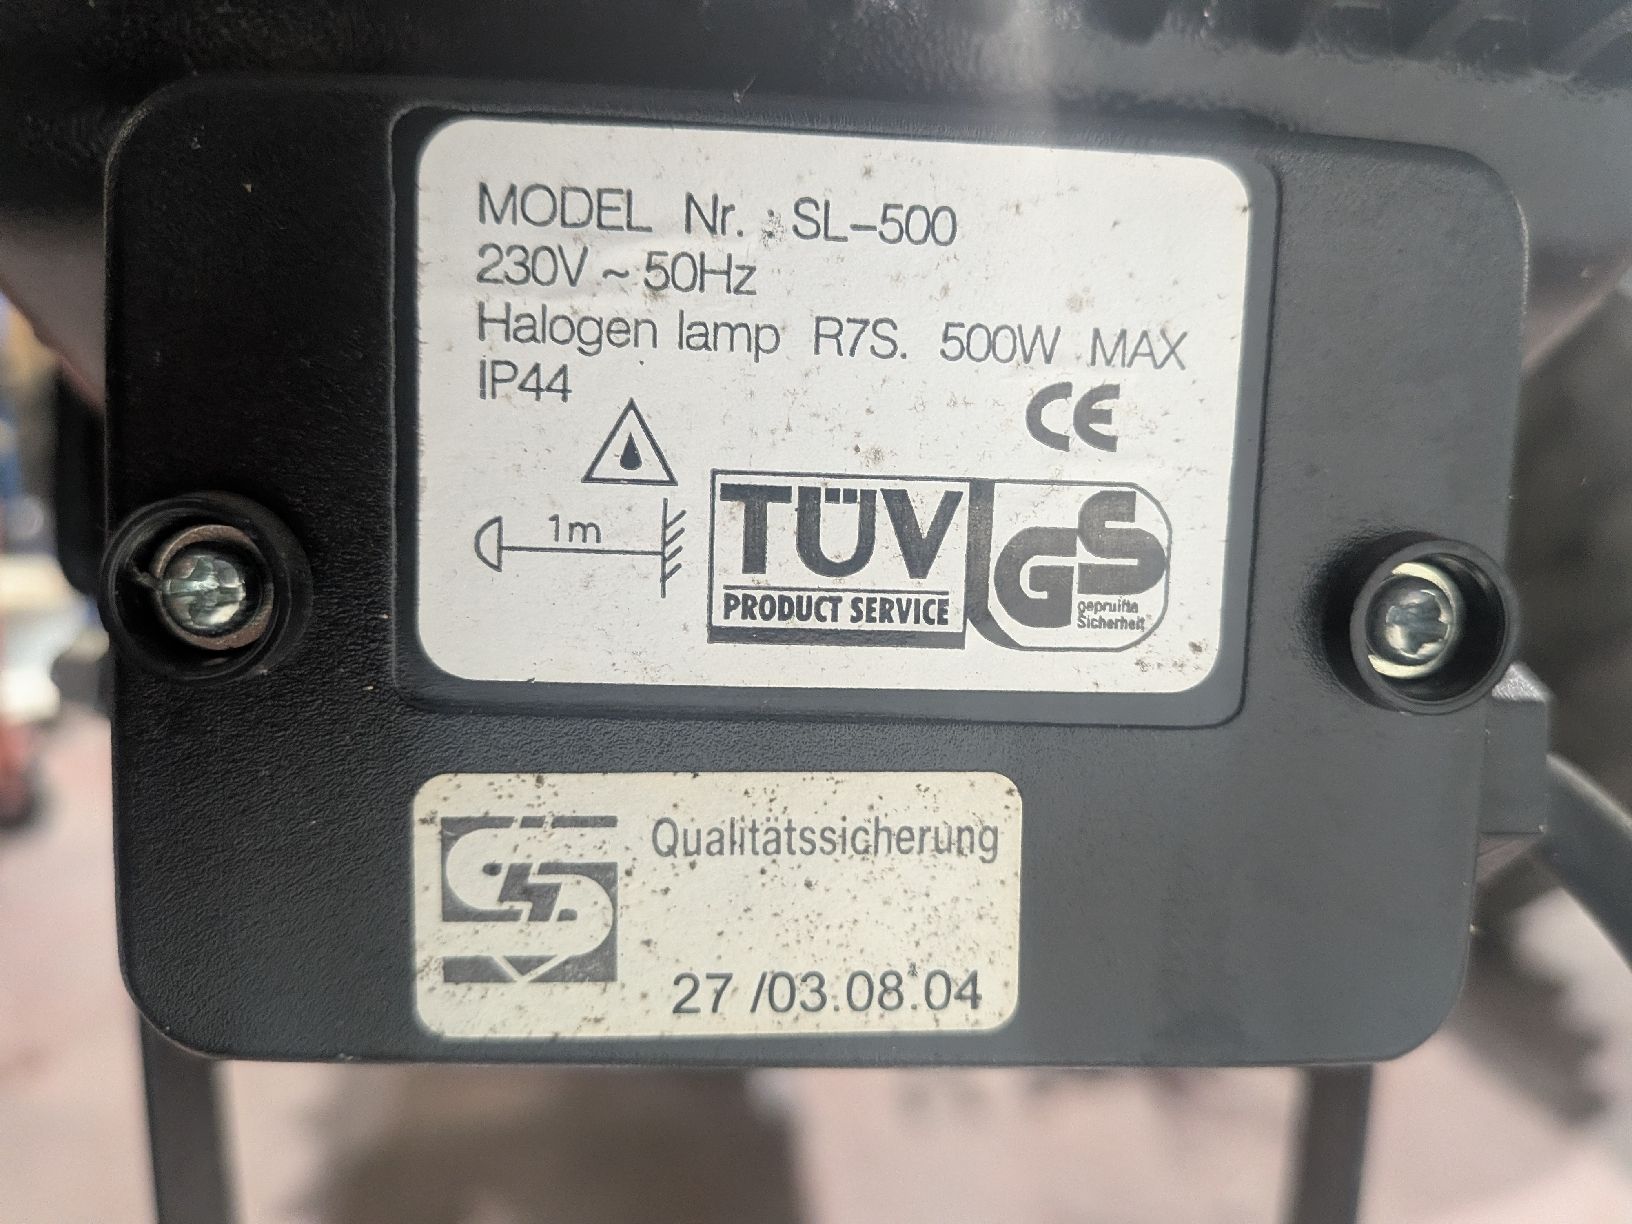 MODEL Nr. : SL-500
230V ~ 50Hz
Halogen lamp R7S. 500W MAX
IP44
CE
1m
TÜV
PRODUCT SERVICE
GS
geprüfte
Sicherheit
Qualitätssicherung
27 /03.08.04